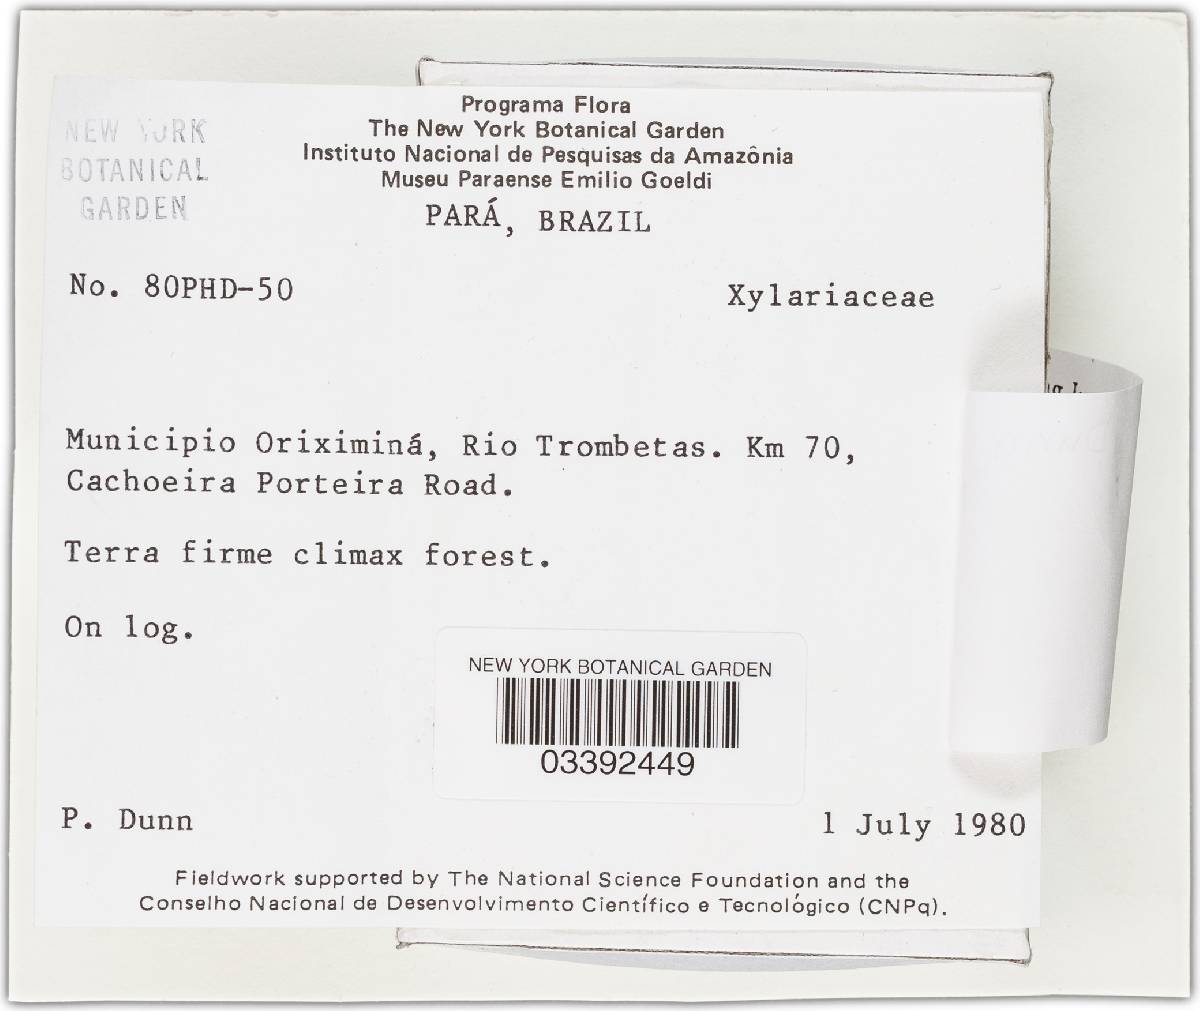 Programa Flora
The New York Botanical Garden
Instituto Nacional de Pesquisas da Amazônia
Museu Paraense Emilio Goeldi
NEW YORK
BOTANICAL
GARDEN
PARÁ, BRAZIL
No. 80PHD-50
Xylariaceae
Municipio Oriximiná, Rio Trombetas. Km 70,
Cachoeira Porteira Road.
Terra firme climax forest.
On log.
NEW YORK BOTANICAL GARDEN
03392449
P. Dunn
1 July 1980
Fieldwork supported by The National Science Foundation and the
Conselho Nacional de Desenvolvimento Científico e Tecnológico (CNPq).